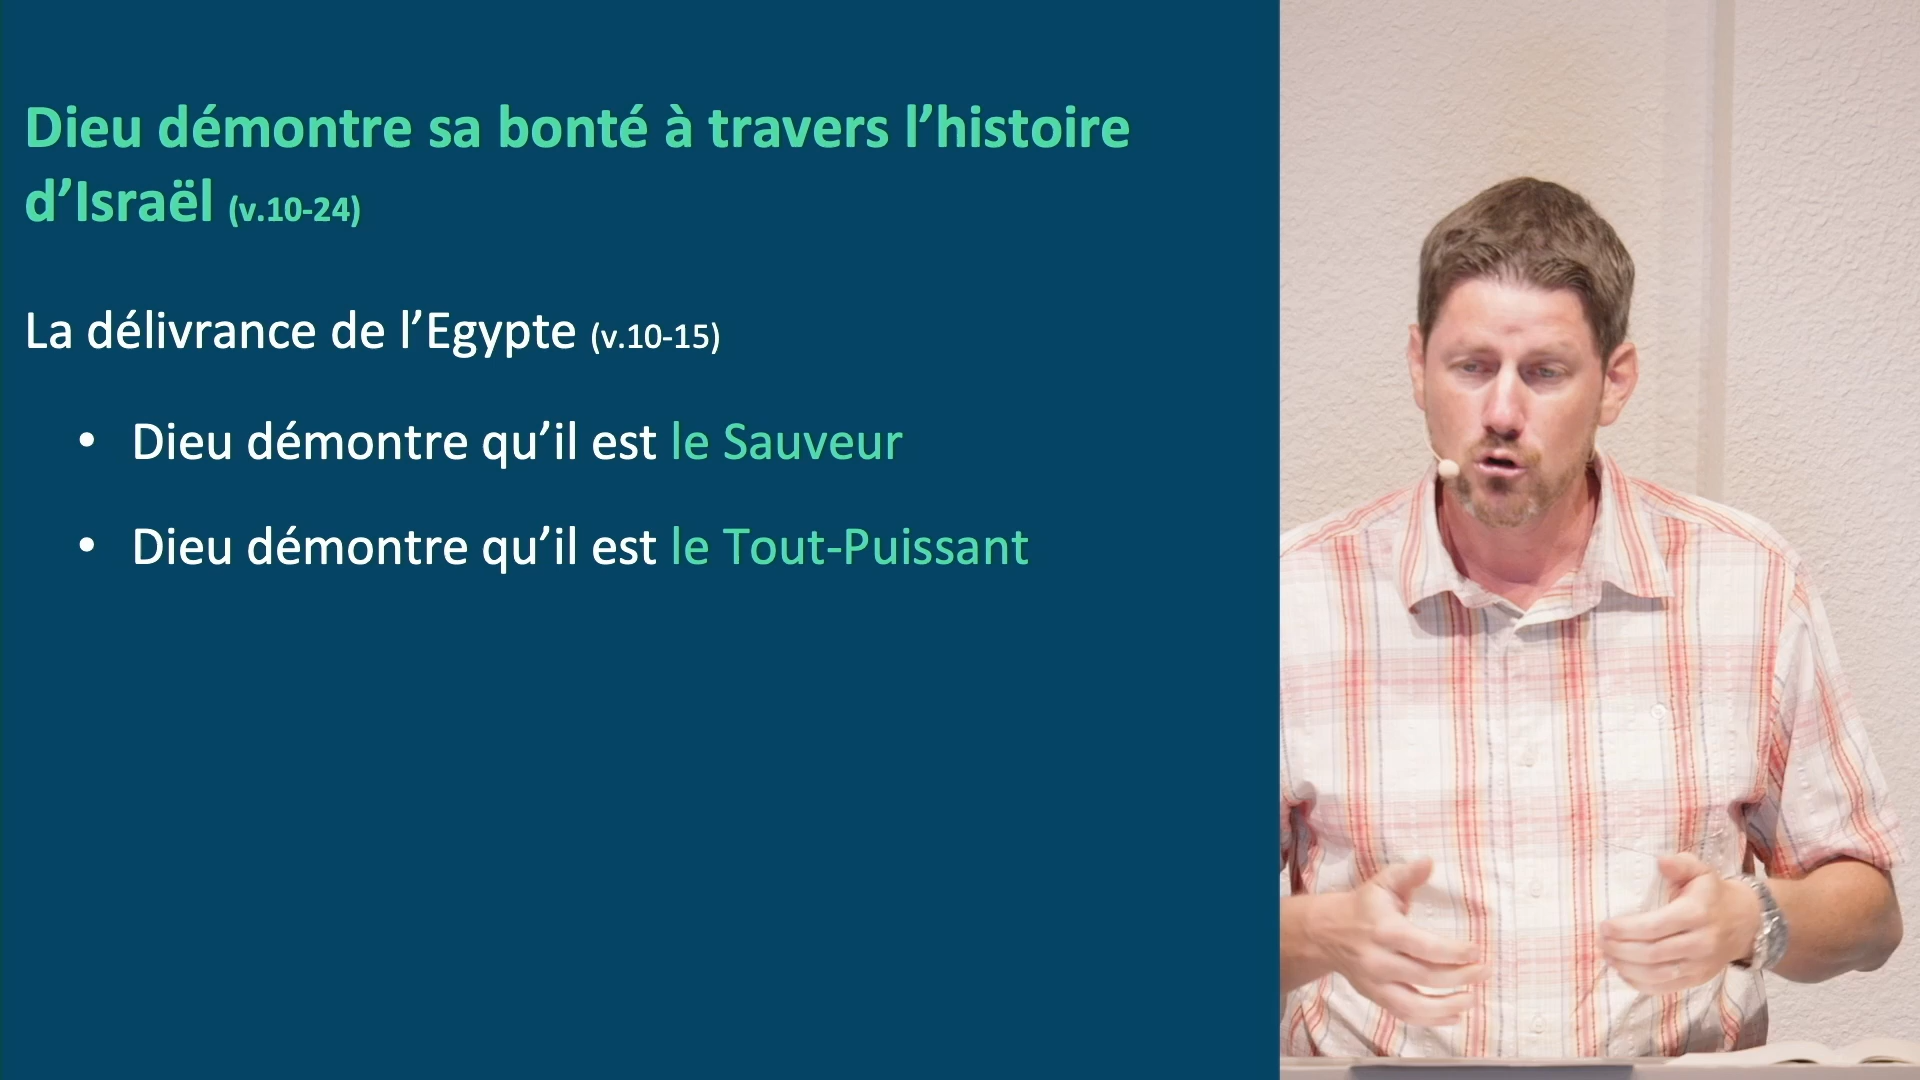 Dieu démontre sa bonté à travers l’histoire
d’Israël (v.10-24)
La délivrance de l’Egypte (v.10-15)
• Dieu démontre qu’il est le Sauveur
• Dieu démontre qu’il est le Tout-Puissant